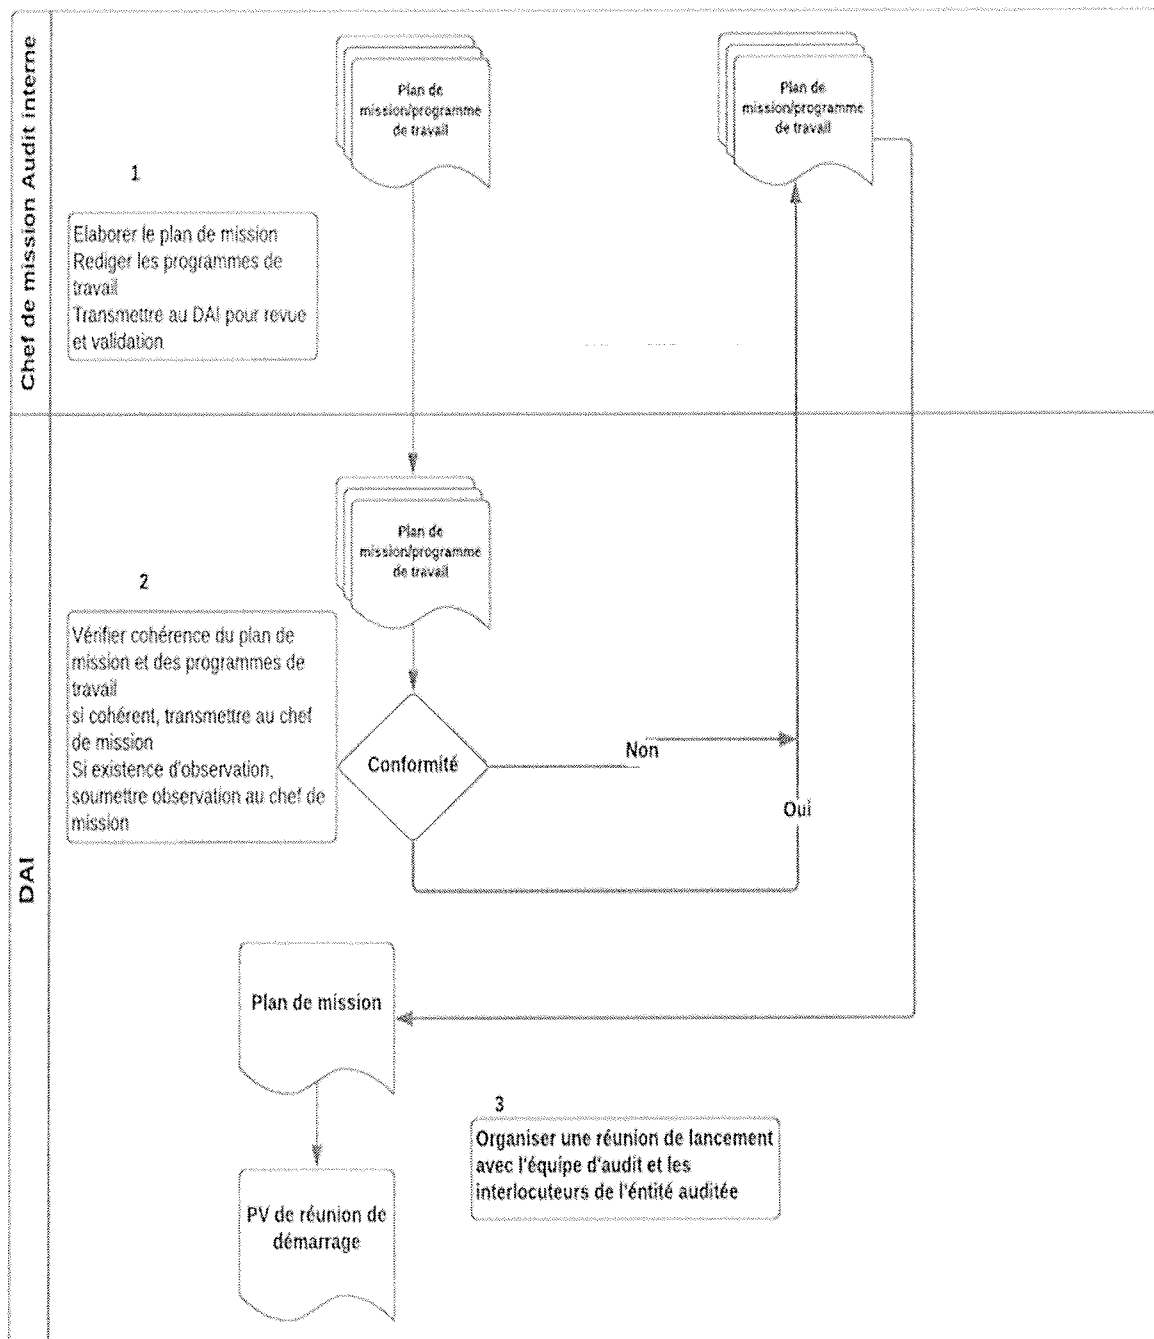 Chef de mission Audit interne
Plan de
mission/programme
de travail
Plan de
mission/programme
de travail
1
Elaborer le plan de mission
Rediger les programmes de
travail
Transmettre au DAI pour revue
et validation
DAI
Plan de
mission/programme
de travail
2
Vérifier cohérence du plan de
mission et des programmes de
travail
si cohérent, transmettre au chef
de mission
Si existence d'observation,
soumettre observation au chef de
mission
Conformité
Non
Oui
Plan de mission
3
Organiser une réunion de lancement
avec l'équipe d'audit et les
interlocuteurs de l'éntité auditée
PV de réunion de
démarrage